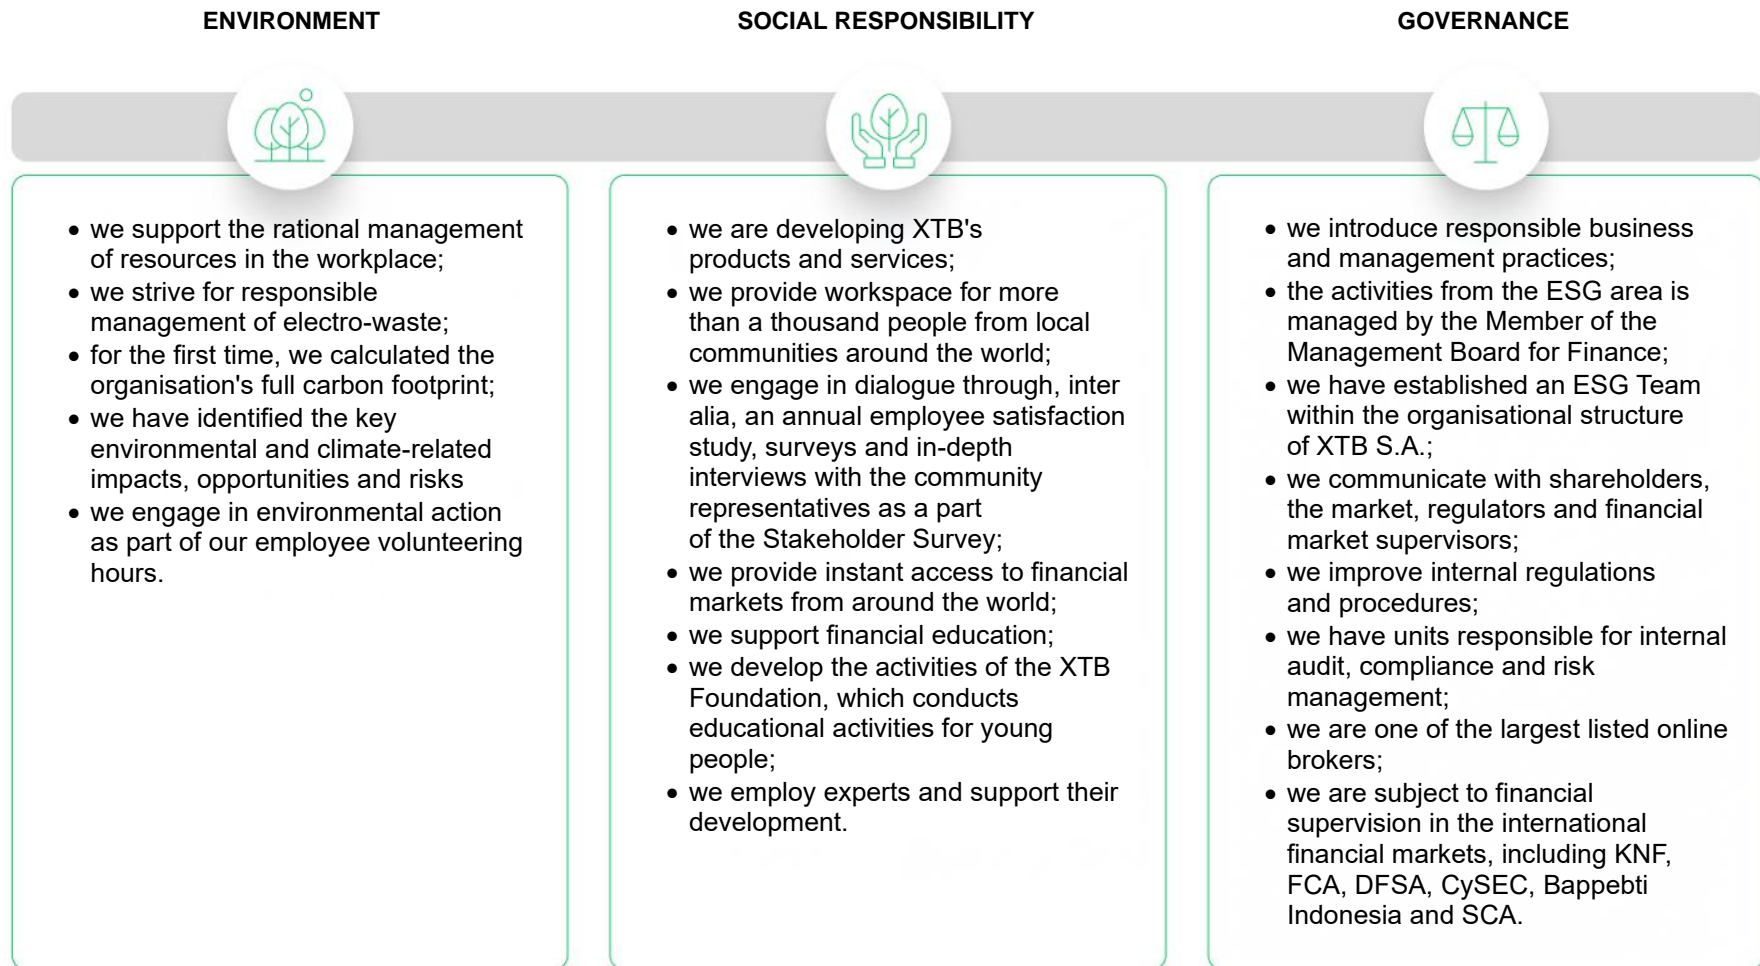 ENVIRONMENT
• we support the rational management
of resources in the workplace;
• we strive for responsible
management of electro-waste;
• for the first time, we calculated the
organisation's full carbon footprint;
• we have identified the key
environmental and climate-related
impacts, opportunities and risks
• we engage in environmental action
as part of our employee volunteering
hours.
SOCIAL RESPONSIBILITY
• we are developing XTB's
products and services;
• we provide workspace for more
than a thousand people from local
communities around the world;
• we engage in dialogue through, inter
alia, an annual employee satisfaction
study, surveys and in-depth
interviews with the community
representatives as a part
of the Stakeholder Survey;
• we provide instant access to financial
markets from around the world;
• we support financial education;
• we develop the activities of the XTB
Foundation, which conducts
educational activities for young
people;
• we employ experts and support their
development.
GOVERNANCE
• we introduce responsible business
and management practices;
• the activities from the ESG area is
managed by the Member of the
Management Board for Finance;
• we have established an ESG Team
within the organisational structure
of XTB S.A.;
• we communicate with shareholders,
the market, regulators and financial
market supervisors;
• we improve internal regulations
and procedures;
• we have units responsible for internal
audit, compliance and risk
management;
• we are one of the largest listed online
brokers;
• we are subject to financial
supervision in the international
financial markets, including KNF,
FCA, DFSA, CySEC, Bappebti
Indonesia and SCA.